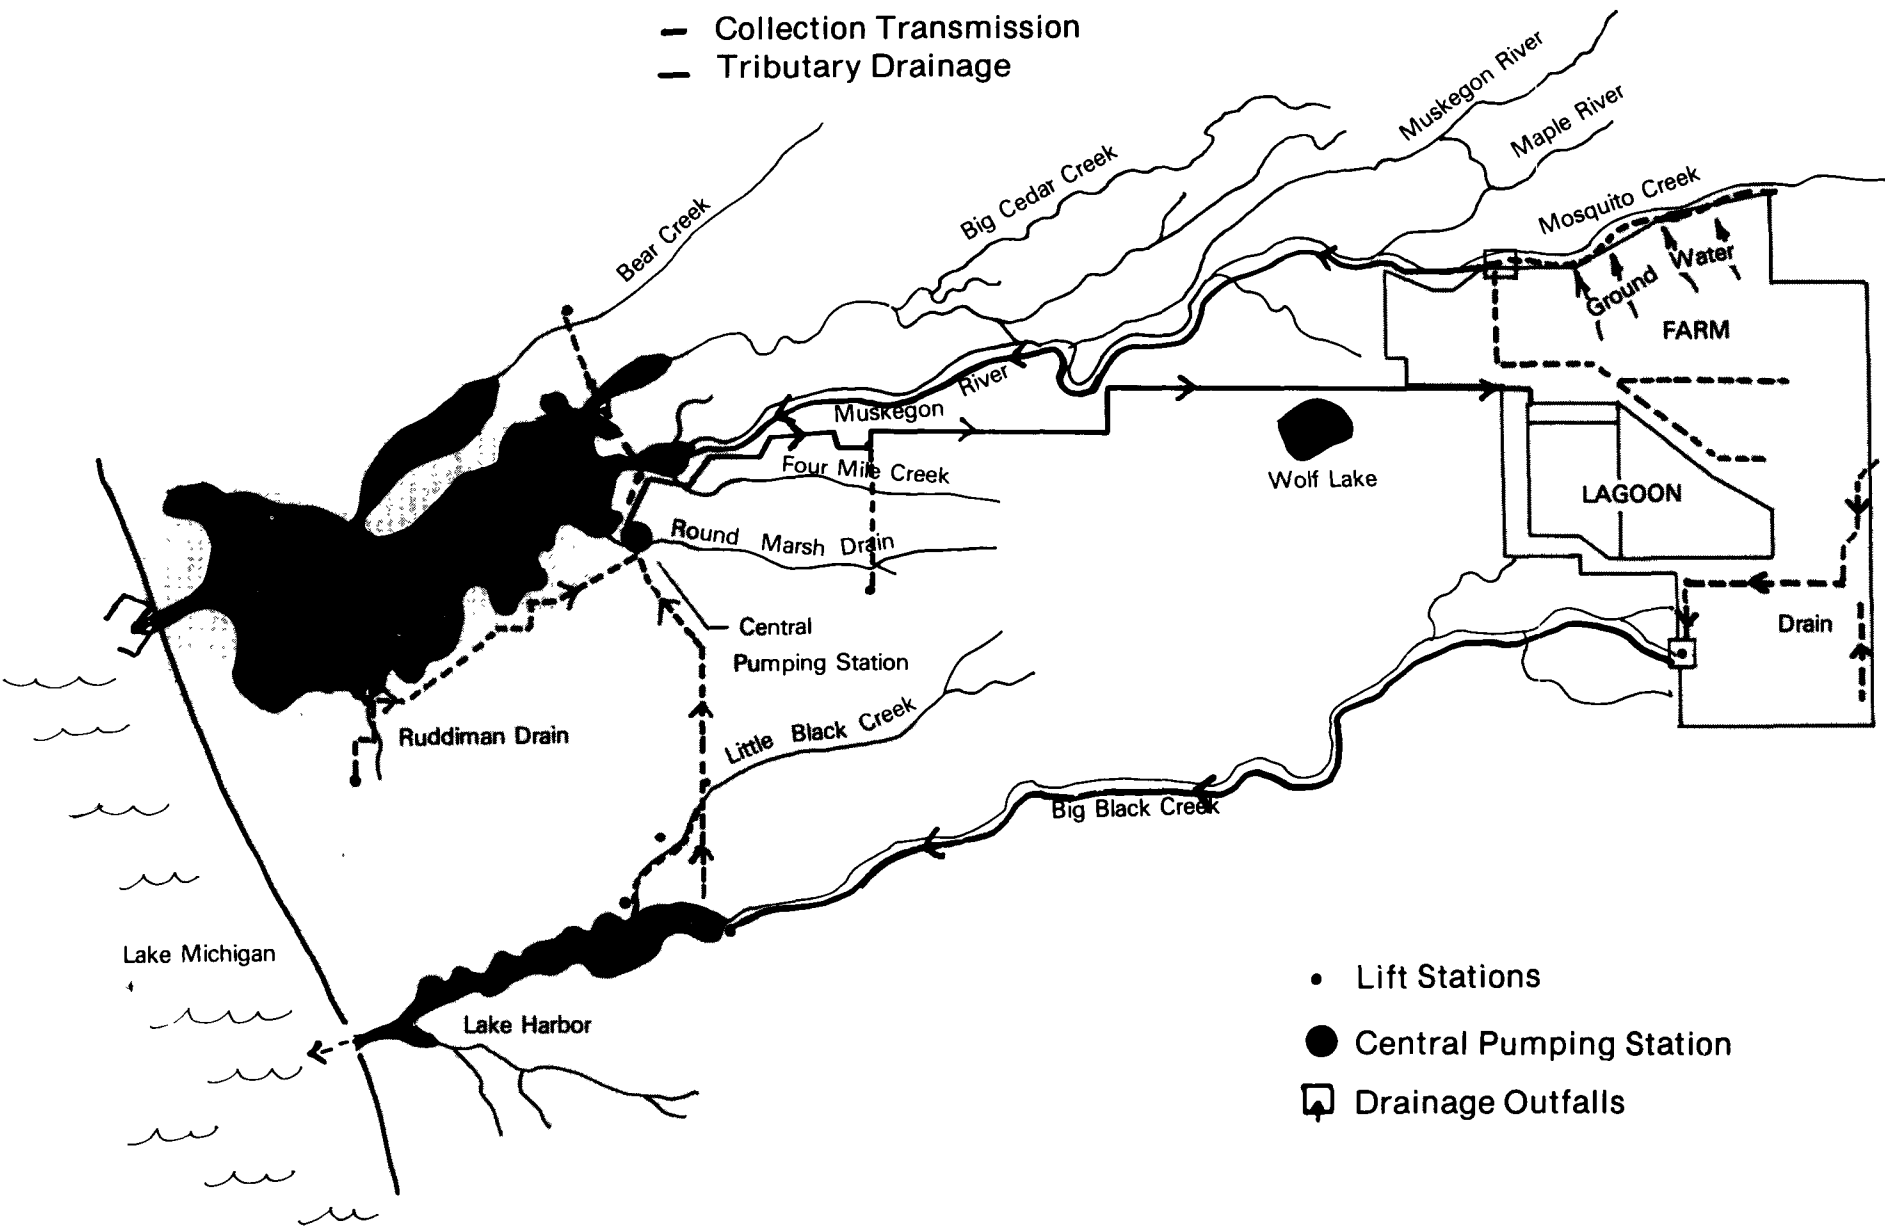 Collection Transmission
Tributary Drainage
Muskegon River
Maple River
Big Cedar Creek
Mosquito Creek
Bear Creek
Ground Water
FARM
Muskegon River
Four Mile Creek
Wolf Lake
LAGOON
Round Marsh Drain
Central
Pumping Station
Drain
Ruddiman Drain
Little Black Creek
Big Black Creek
Lake Michigan
Lake Harbor
Lift Stations
Central Pumping Station
Drainage Outfalls